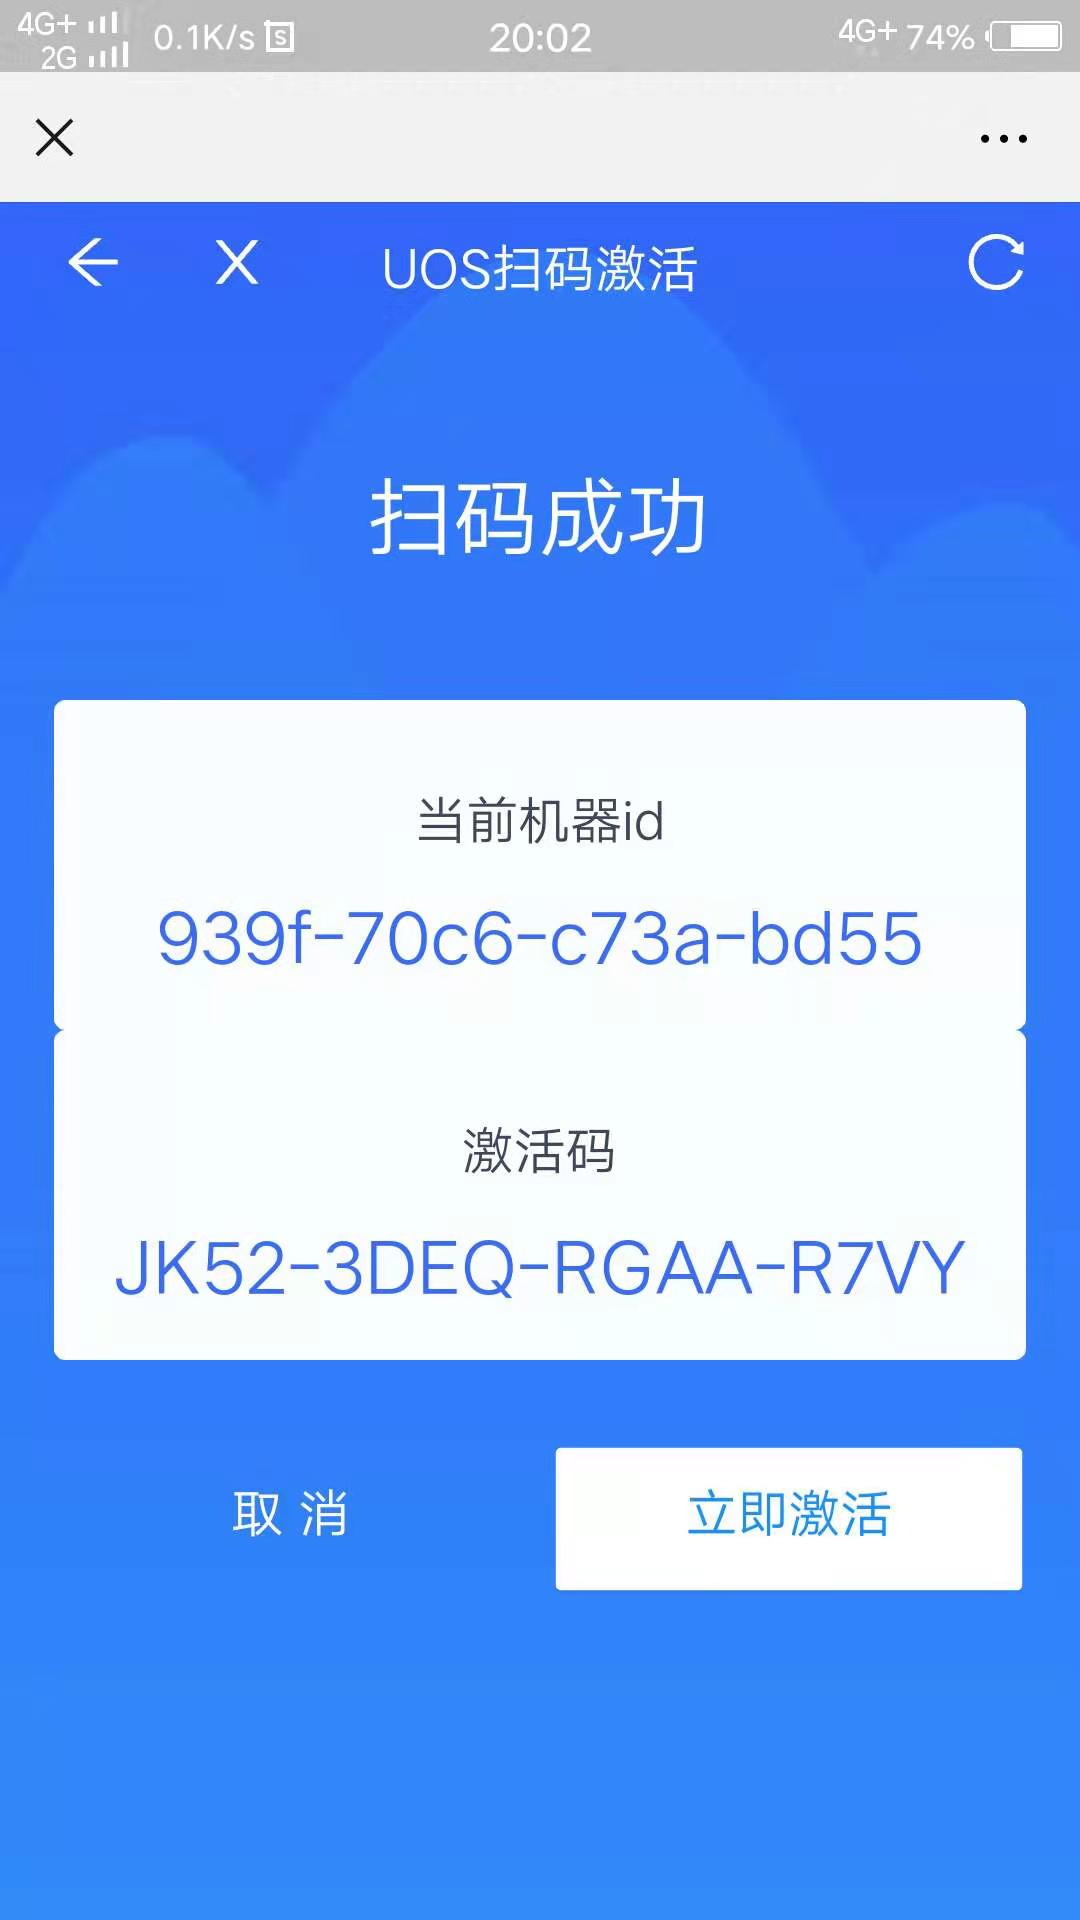 4G+ 0.1K/s S 20:02 4G+ 74%
2G
UOS扫码激活
扫码成功
当前机器id
939f-70c6-c73a-bd55
激活码
JK52-3DEQ-RGAA-R7VY
取 消 立即激活